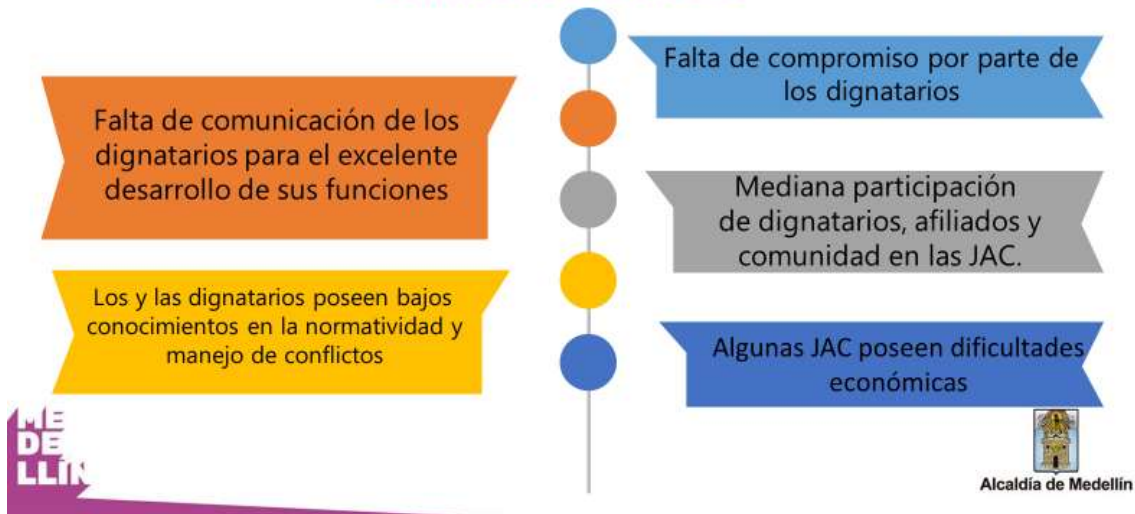 Falta de compromiso por parte de
los dignatarios
Falta de comunicación de los
dignatarios para el excelente
desarrollo de sus funciones
Mediana participación
de dignatarios, afiliados y
comunidad en las JAC.
Los y las dignatarios poseen bajos
conocimientos en la normatividad y
manejo de conflictos
Algunas JAC poseen dificultades
económicas
ME
DE
LLÍN
Alcaldía de Medellín